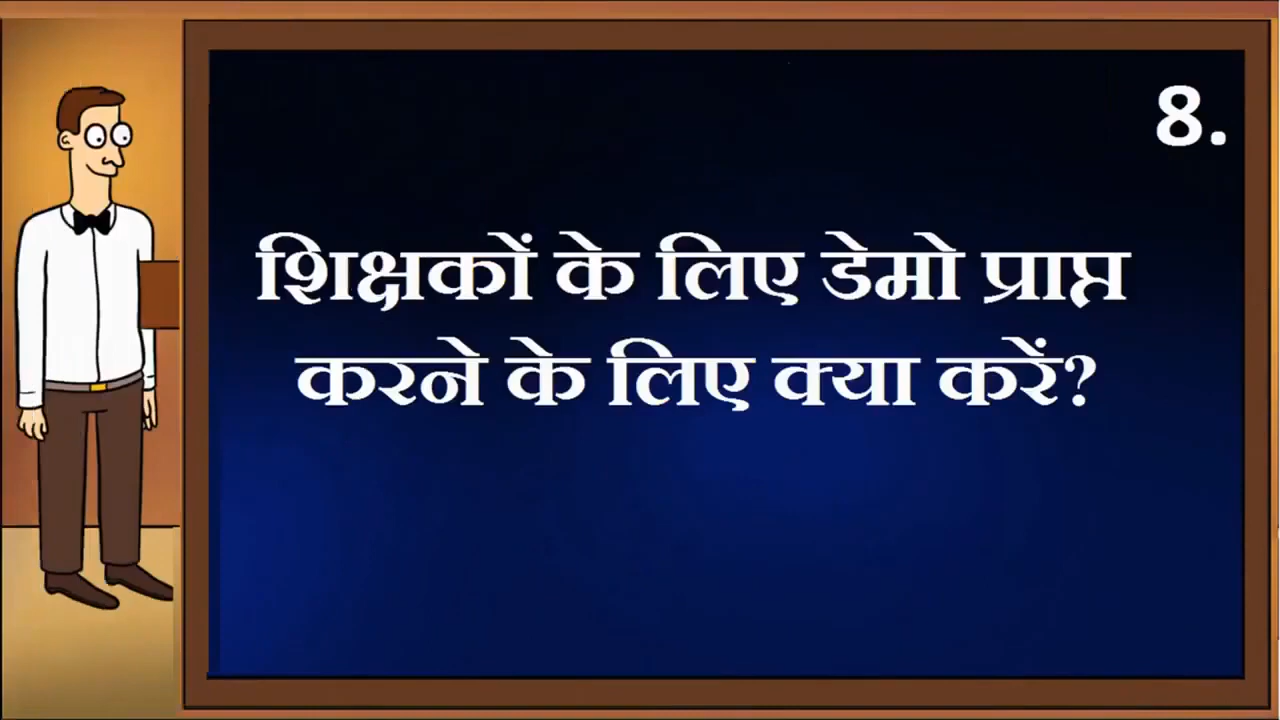 8.
शिक्षकों के लिए डेमो प्राप्त
करने के लिए क्या करें?